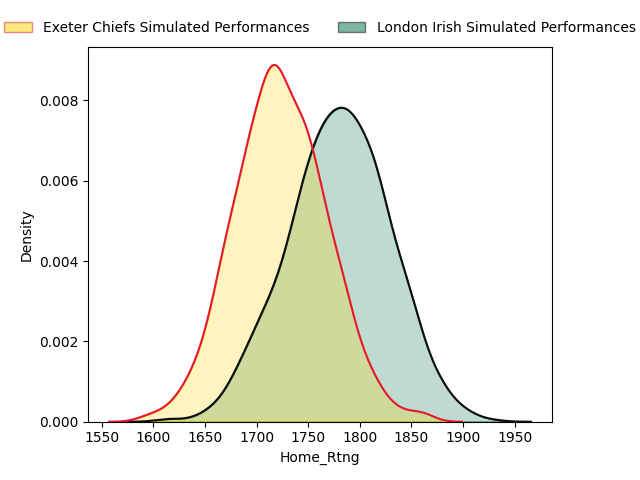 Exeter Chiefs Simulated Performances
London Irish Simulated Performances
0.008
0.006
0.004
0.002
0.000
Density
1550 1600 1650 1700 1750 1800 1850 1900 1950
Home_Rtng